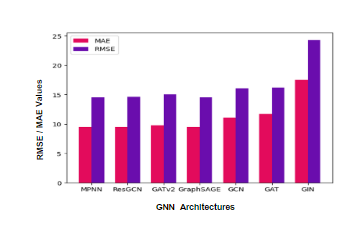 MAE
RMSE
25
20
15
10
5
0
RMSE / MAE Values
MPNN ResGCN GATv2 GraphSAGE GCN GAT GIN
GNN Architectures